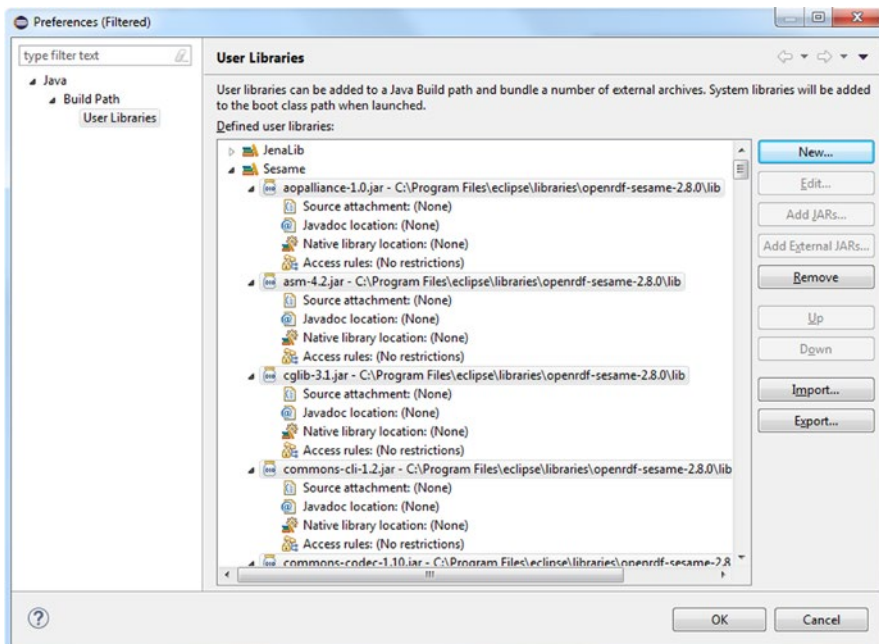 Preferences (Filtered)
type filter text
Java
Build Path
User Libraries
User Libraries
User libraries can be added to a Java Build path and bundle a number of external archives. System libraries will be added
to the boot class path when launched.
Defined user libraries:
JenaLib
Sesame
aopalliance-1.0.jar - C:\Program Files\eclipse\libraries\openrdf-sesame-2.8.0\lib
Source attachment: (None)
Javadoc location: (None)
Native library location: (None)
Access rules: (No restrictions)
asm-4.2.jar - C:\Program Files\eclipse\libraries\openrdf-sesame-2.8.0\lib
Source attachment: (None)
Javadoc location: (None)
Native library location: (None)
Access rules: (No restrictions)
cglib-3.1.jar - C:\Program Files\eclipse\libraries\openrdf-sesame-2.8.0\lib
Source attachment: (None)
Javadoc location: (None)
Native library location: (None)
Access rules: (No restrictions)
commons-cli-1.2.jar - C:\Program Files\eclipse\libraries\openrdf-sesame-2.8.0\lib
Source attachment: (None)
Javadoc location: (None)
Native library location: (None)
Access rules: (No restrictions)
commons-codec-1.10.jar - C:\Program Files\eclipse\libraries\openrdf-sesame-2.8
New...
Edit...
Add JARs...
Add External JARs...
Remove
Up
Down
Import...
Export...
OK
Cancel